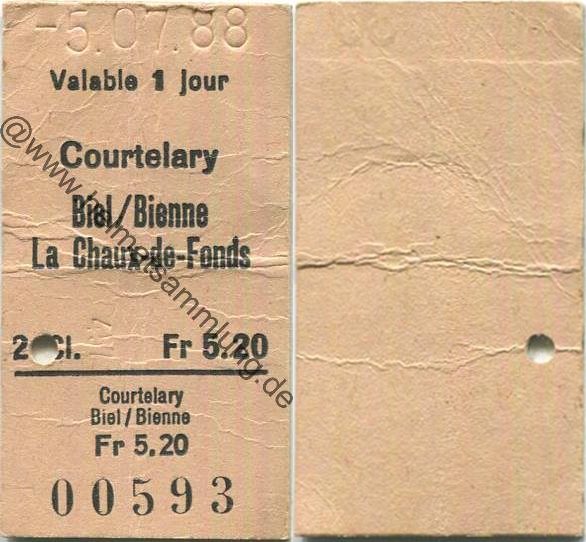 -5.07.88
Valable 1 jour
Courtelary
Biel/Bienne
La Chaux-de-Fonds
2 Cl. Fr 5.20
Courtelary
Biel/Bienne
Fr 5.20
00593
@www.heimatsammlung.de